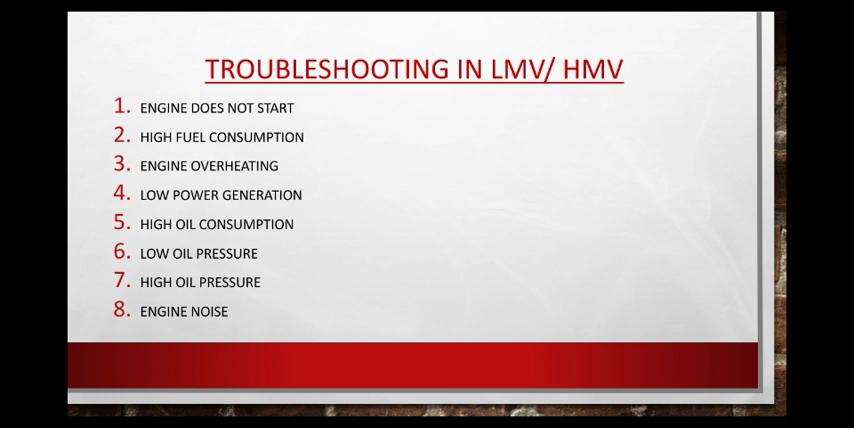 TROUBLESHOOTING IN LMV/ HMV
1. ENGINE DOES NOT START
2. HIGH FUEL CONSUMPTION
3. ENGINE OVERHEATING
4. LOW POWER GENERATION
5. HIGH OIL CONSUMPTION
6. LOW OIL PRESSURE
7. HIGH OIL PRESSURE
8. ENGINE NOISE